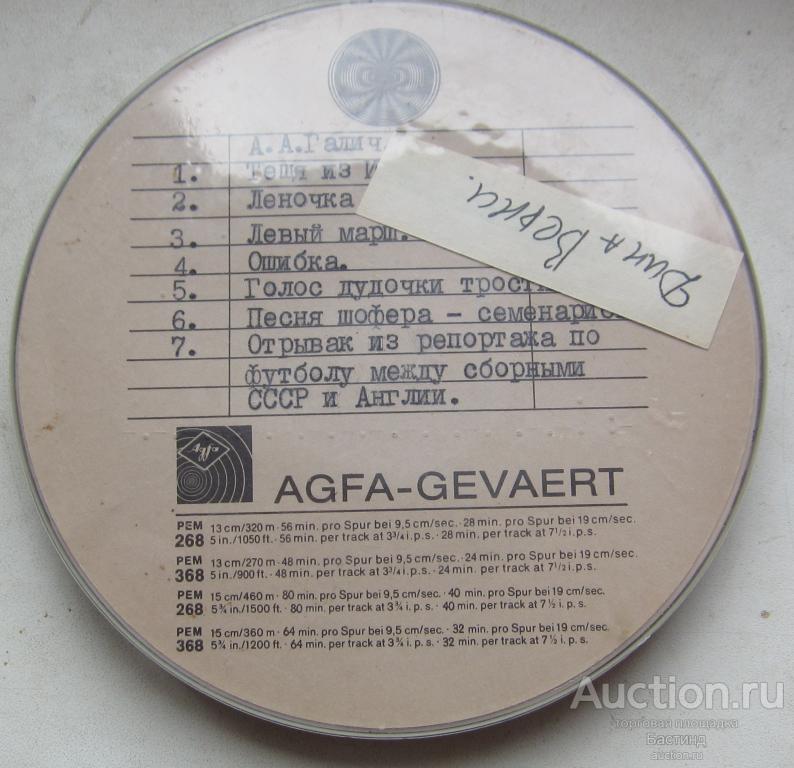 А.А.Галич.
1. Теща из И
2. Леночка
3. Левый марш.
4. Ошибка.
5. Голос дудочки трости
6. Песня шофера – семенарис
7. Отрывак из репортажа по
футболу между сборными
СССР и Англии.
Дина Верни.
Agfa
AGFA-GEVAERT
PEM 268 13 cm/320 m · 56 min. pro Spur bei 9,5 cm/sec. · 28 min. pro Spur bei 19 cm/sec.
5 in./1050 ft. · 56 min. per track at 3¾ i.p.s. · 28 min. per track at 7½ i.p.s.
PEM 368 13 cm/270 m · 48 min. pro Spur bei 9,5 cm/sec. · 24 min. pro Spur bei 19 cm/sec.
5 in./900 ft. · 48 min. per track at 3¾ i.p.s. · 24 min. per track at 7½ i.p.s.
PEM 268 15 cm/460 m · 80 min. pro Spur bei 9,5 cm/sec. · 40 min. pro Spur bei 19 cm/sec.
5¾ in./1500 ft. · 80 min. per track at 3¾ i.p.s. · 40 min. per track at 7½ i.p.s.
PEM 368 15 cm/360 m · 64 min. pro Spur bei 9,5 cm/sec. · 32 min. pro Spur bei 19 cm/sec.
5¾ in./1200 ft. · 64 min. per track at 3¾ i.p.s. · 32 min. per track at 7½ i.p.s.
Auction.ru
торговая площадка
Бастинд
auction.ru